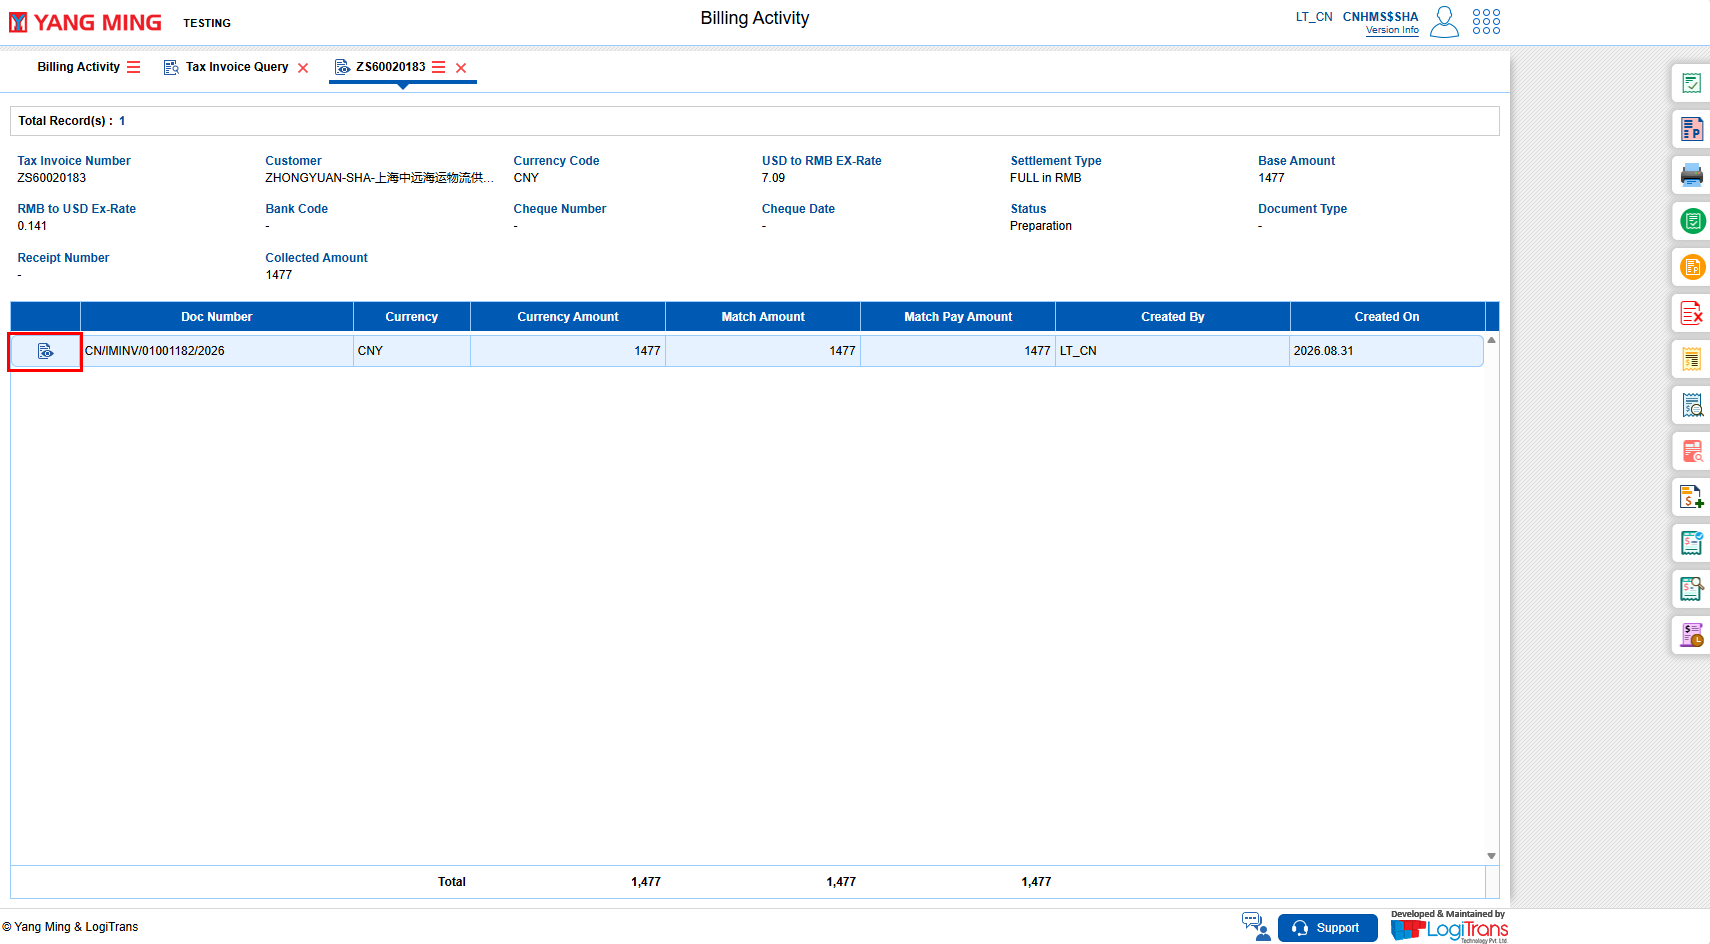 YANG MING TESTING Billing Activity LT_CN CNHMS$SHA
Version Info
Billing Activity Tax Invoice Query ZS60020183
Total Record(s) : 1
Tax Invoice Number Customer Currency Code USD to RMB EX-Rate Settlement Type Base Amount
ZS60020183 ZHONGYUAN-SHA-上海中远海运物流供... CNY 7.09 FULL in RMB 1477
RMB to USD Ex-Rate Bank Code Cheque Number Cheque Date Status Document Type
0.141 - - - Preparation -
Receipt Number Collected Amount
- 1477
Doc Number Currency Currency Amount Match Amount Match Pay Amount Created By Created On
CN/IMINV/01001182/2026 CNY 1477 1477 1477 LT_CN 2026.08.31
Total 1,477 1,477 1,477
© Yang Ming & LogiTrans Support
Developed & Maintained by
LogiTrans
Technology Pvt. Ltd.